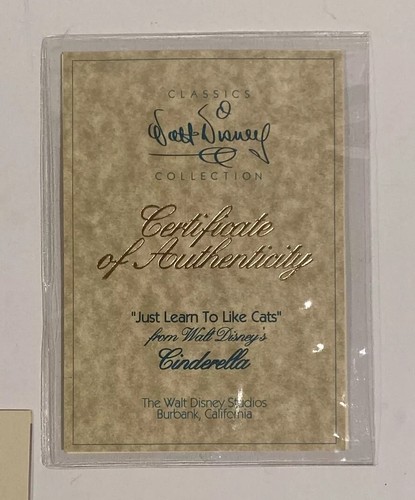 CLASSICS
Walt Disney
COLLECTION
Certificate
of Authenticity
"Just Learn To Like Cats"
from Walt Disney's
Cinderella
The Walt Disney Studios
Burbank, California